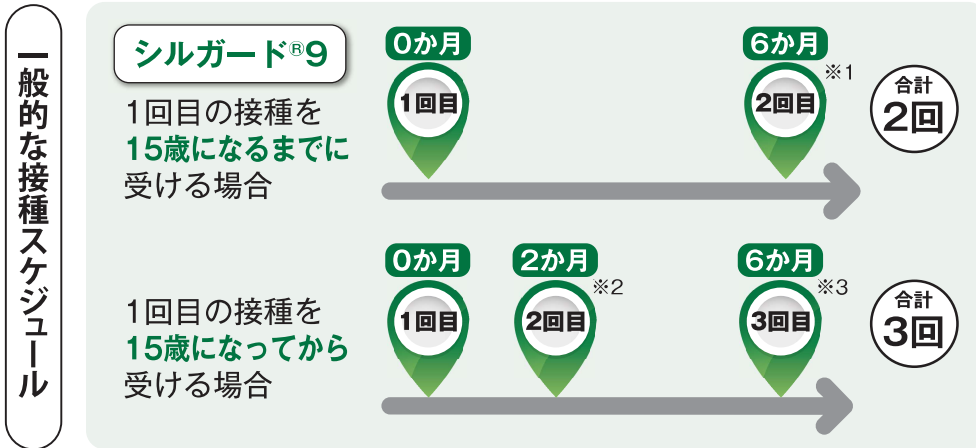 一般的な接種スケジュール
シルガード®9
1回目の接種を
15歳になるまでに
受ける場合
0か月
1回目
6か月
※1
2回目
合計
2回
1回目の接種を
15歳になってから
受ける場合
0か月
1回目
2か月
※2
2回目
6か月
※3
3回目
合計
3回